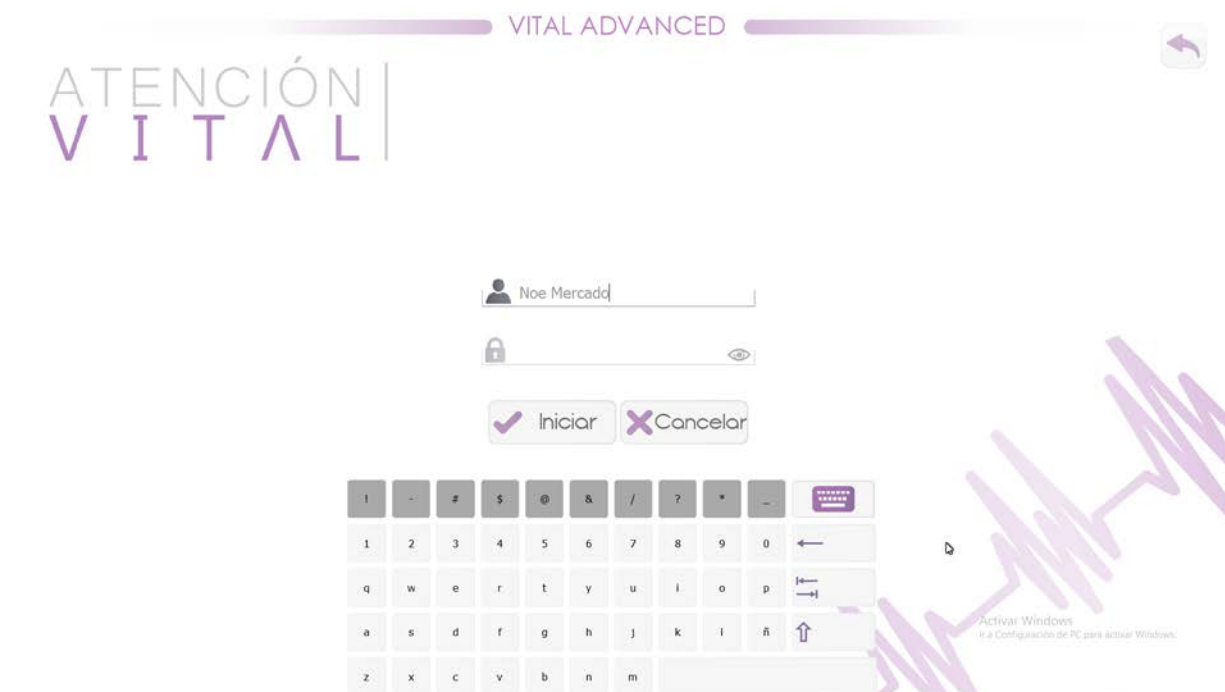 VITAL ADVANCED
ATENCIÓN
VITAL
Noe Mercado
Iniciar Cancelar
! - # $ @ & / ? * _
1 2 3 4 5 6 7 8 9 0
q w e r t y u i o p
a s d f g h j k l ñ
z x c v b n m
Activar Windows
Ir a Configuración de PC para activar Windows.